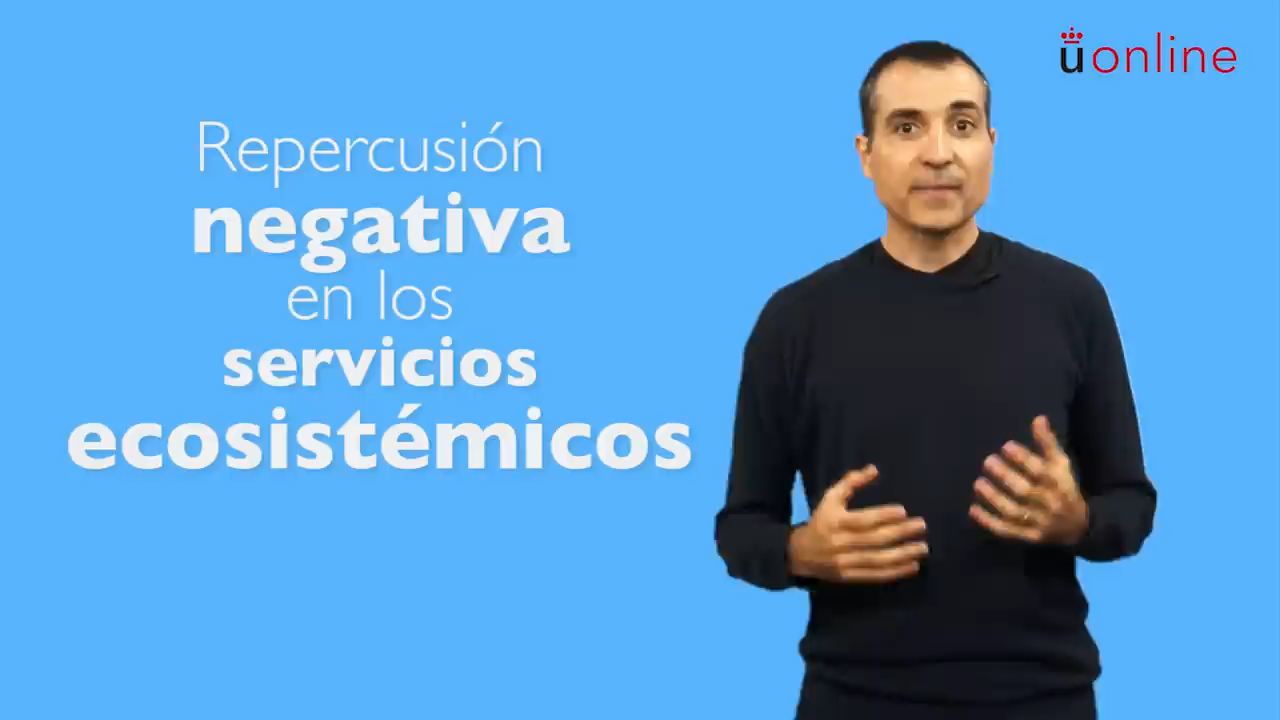 üonline
Repercusión
negativa
en los
servicios
ecosistémicos